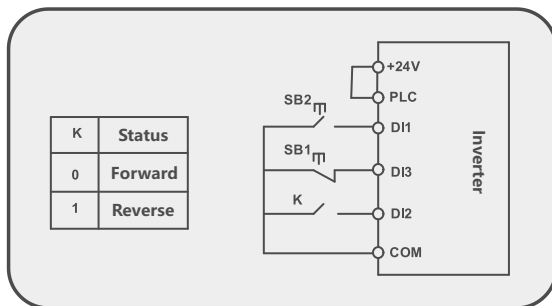 K Status
0 Forward
1 Reverse
+24V
PLC
SB2
DI1
SB1
DI3
K
DI2
COM
Inverter